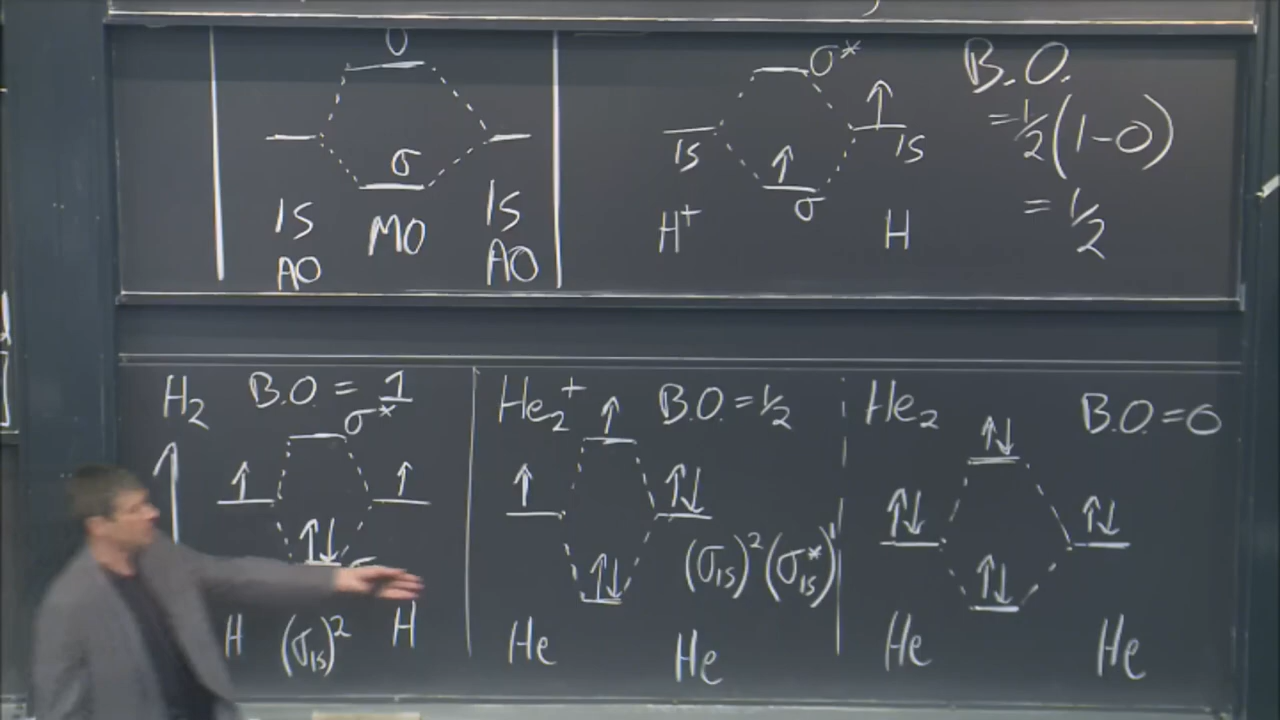 σ
1S
AO
MO
1S
AO
σ*
1S
1S
σ
H⁺
H
B.O.
=½(1-0)
=½
H₂ B.O = 1
σ*
H (σ₁s)² H
He₂⁺ B.O=½
(σ₁s)²(σ*₁s)¹
He He
He₂ B.O.=0
He He